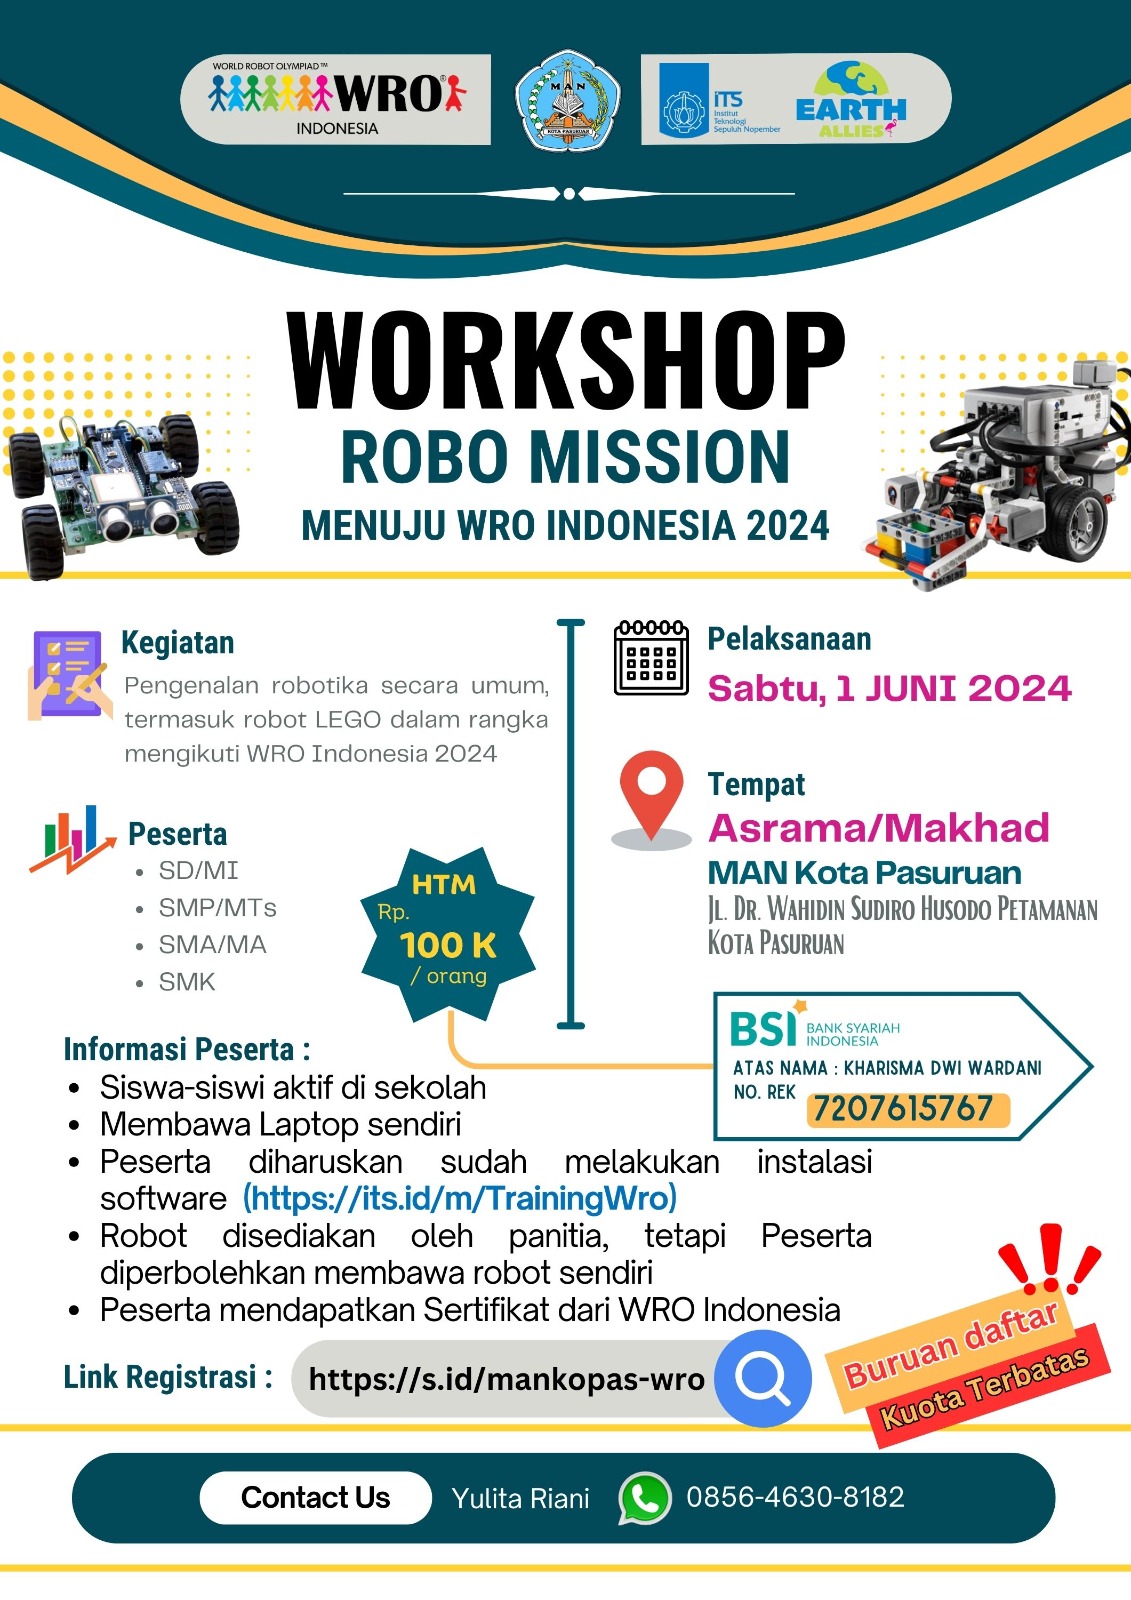 WORLD ROBOT OLYMPIAD™
WRO®
INDONESIA
MAN
KOTA PASURUAN
iTS
Institut
Teknologi
Sepuluh Nopember
EARTH
ALLIES
WORKSHOP
ROBO MISSION
MENUJU WRO INDONESIA 2024
Kegiatan
Pengenalan robotika secara umum,
termasuk robot LEGO dalam rangka
mengikuti WRO Indonesia 2024
Peserta
• SD/MI
• SMP/MTs
• SMA/MA
• SMK
HTM
Rp.
100 K
/ orang
Pelaksanaan
Sabtu, 1 JUNI 2024
Tempat
Asrama/Makhad
MAN Kota Pasuruan
Jl. Dr. Wahidin Sudiro Husodo Petamanan
Kota Pasuruan
BSI BANK SYARIAH
INDONESIA
ATAS NAMA : KHARISMA DWI WARDANI
NO. REK 7207615767
Informasi Peserta :
• Siswa-siswi aktif di sekolah
• Membawa Laptop sendiri
• Peserta diharuskan sudah melakukan instalasi
software (https://its.id/m/TrainingWro)
• Robot disediakan oleh panitia, tetapi Peserta
diperbolehkan membawa robot sendiri
• Peserta mendapatkan Sertifikat dari WRO Indonesia
Link Registrasi : https://s.id/mankopas-wro
Buruan daftar
Kuota Terbatas
Contact Us Yulita Riani 0856-4630-8182